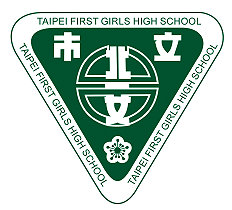 TAIPEI FIRST GIRLS HIGH SCHOOL
市立
北
女
TAIPEI FIRST GIRLS HIGH SCHOOL
TAIPEI FIRST GIRLS HIGH SCHOOL